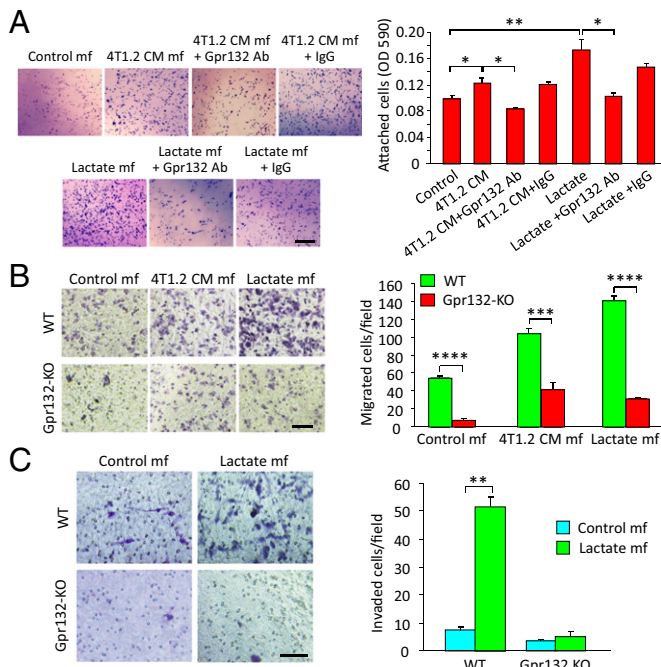 A
Control mf
4T1.2 CM mf
4T1.2 CM mf
+ Gpr132 Ab
4T1.2 CM mf
+ IgG
Lactate mf
Lactate mf
+ Gpr132 Ab
Lactate mf
+ IgG
Attached cells (OD 590)
0.20
0.16
0.12
0.08
0.04
0
**
*
*
*
Control
4T1.2 CM
4T1.2 CM+Gpr132 Ab
4T1.2 CM+IgG
Lactate
Lactate +Gpr132 Ab
Lactate +IgG
B
Control mf
4T1.2 CM mf
Lactate mf
WT
Gpr132-KO
Migrated cells/field
160
140
120
100
80
60
40
20
0
WT
Gpr132-KO
****
***
****
Control mf
4T1.2 CM mf
Lactate mf
C
Control mf
Lactate mf
WT
Gpr132-KO
Invaded cells/field
60
50
40
30
20
10
0
**
Control mf
Lactate mf
WT
Gpr132 KO